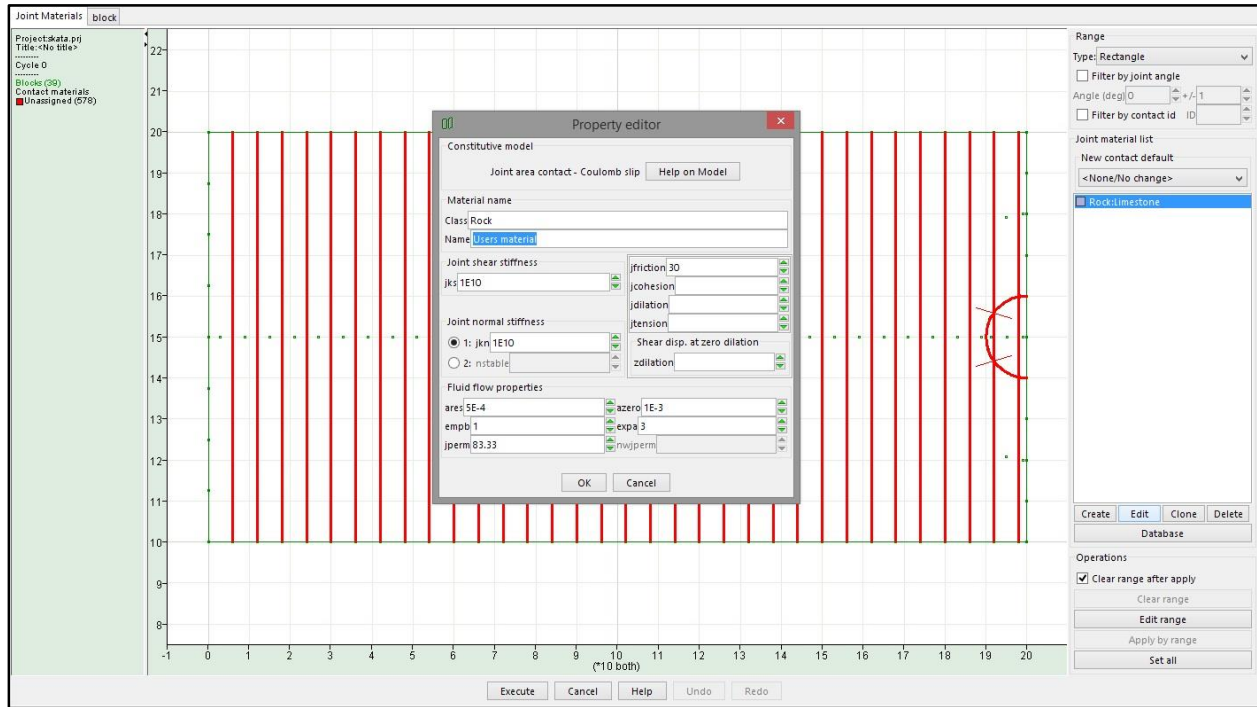 Joint Materials block
Project:skata.prj
Title:<No title>
----------
Cycle 0
----------
Blocks (39)
Contact materials
Unassigned (578)
22
21
20
19
18
17
16
15
14
13
12
11
10
9
8
-1 0 1 2 3 4 5 6 7 8 9 10 11 12 13 14 15 16 17 18 19 20
(*10 both)
Property editor
Constitutive model
Joint area contact - Coulomb slip Help on Model
Material name
Class Rock
Name Users material
Joint shear stiffness
jks 1E10
Joint normal stiffness
1: jkn 1E10
2: nstable
jfriction 30
jcohesion
jdilation
jtension
Shear disp. at zero dilation
zdilation
Fluid flow properties
ares 5E-4 azero 1E-3
empb 1 expa 3
jperm 83.33 nwjperm
OK Cancel
Range
Type: Rectangle
Filter by joint angle
Angle (deg) 0 +/- 1
Filter by contact id ID
Joint material list
New contact default
<None/No change>
Rock:Limestone
Create Edit Clone Delete
Database
Operations
Clear range after apply
Clear range
Edit range
Apply by range
Set all
Execute Cancel Help Undo Redo